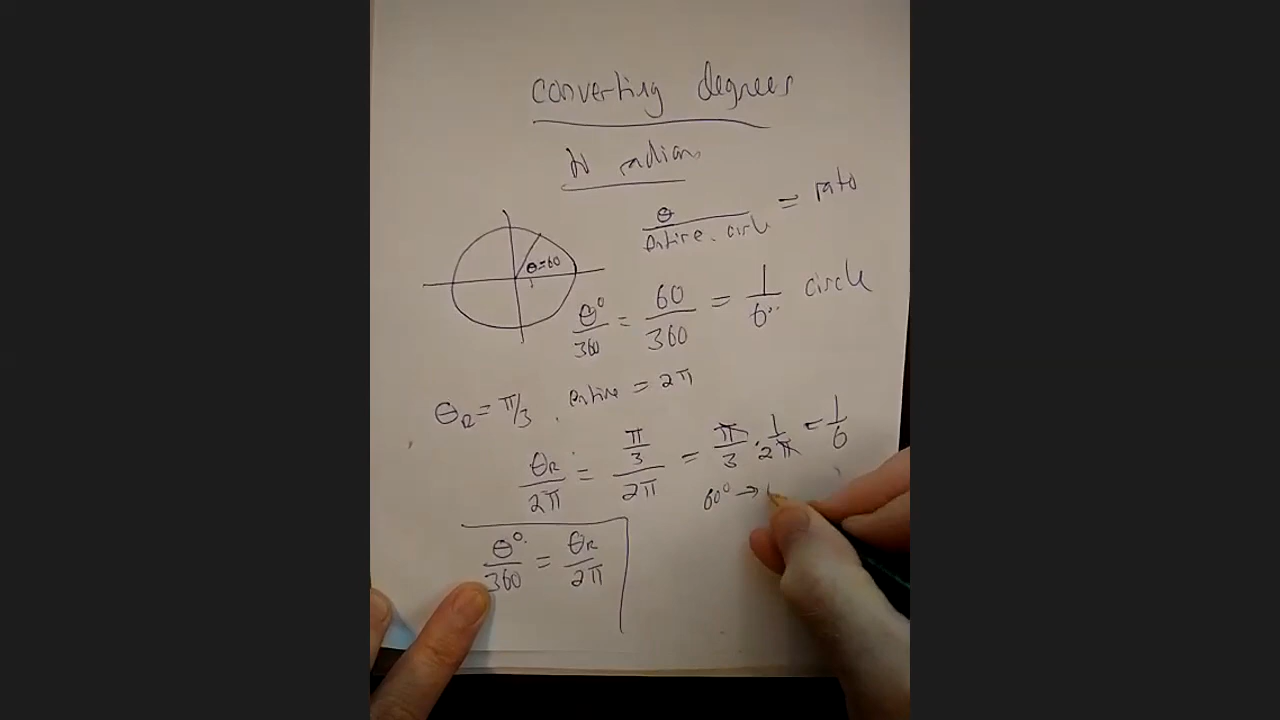 converting degrees
to radians
θ / entire circle = ratio
θ=60
θ° / 360 = 60 / 360 = 1 / 6 circle
θR = π/3, entire = 2π
θR / 2π = π/3 / 2π = π/3 · 1/2π = 1/6
60° →
θ° / 360 = θR / 2π